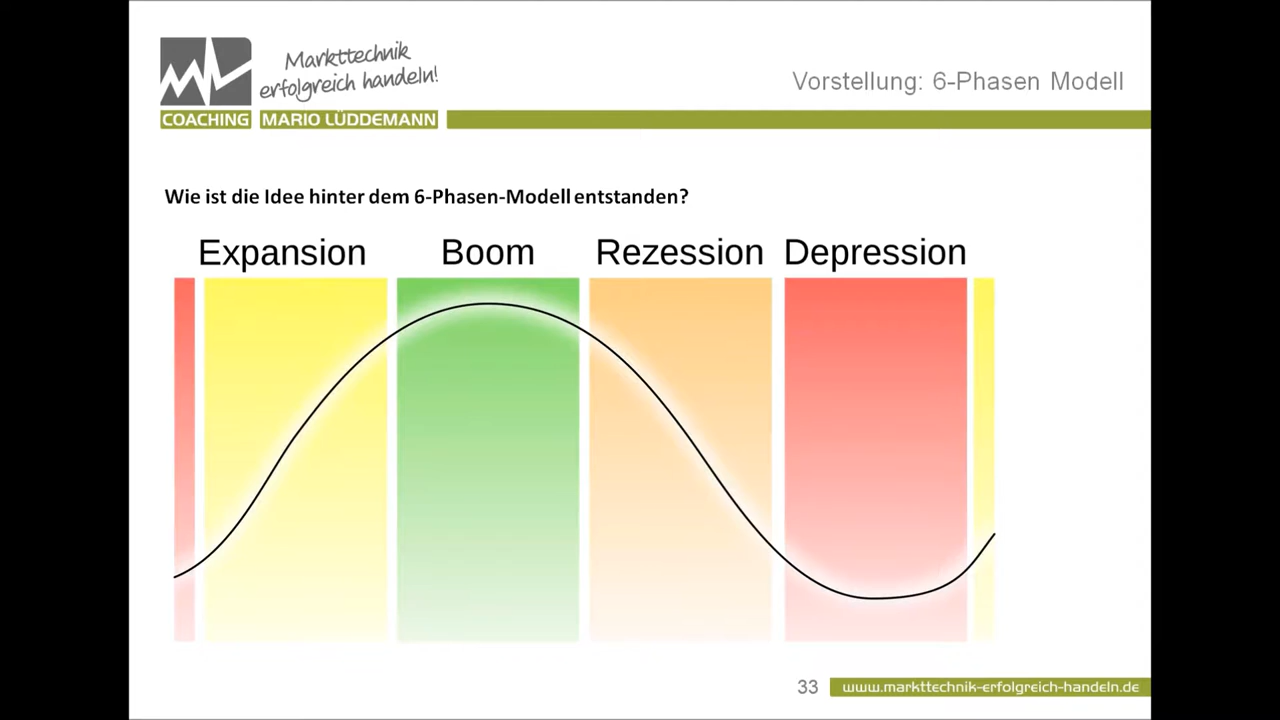 Markttechnik
erfolgreich handeln!
COACHING MARIO LÜDDEMANN
Vorstellung: 6-Phasen Modell
Wie ist die Idee hinter dem 6-Phasen-Modell entstanden?
Expansion Boom Rezession Depression
33 www.markttechnik-erfolgreich-handeln.de